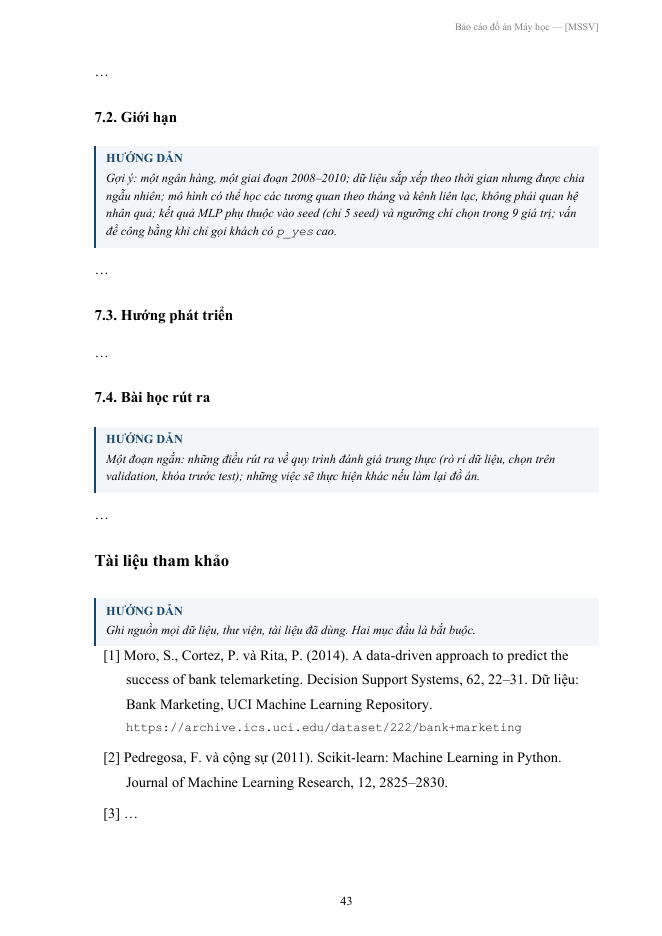 Báo cáo đồ án Máy học — [MSSV]
…
7.2. Giới hạn
HƯỚNG DẪN
Gợi ý: một ngân hàng, một giai đoạn 2008–2010; dữ liệu sắp xếp theo thời gian nhưng được chia
ngẫu nhiên; mô hình có thể học các tương quan theo tháng và kênh liên lạc, không phải quan hệ
nhân quả; kết quả MLP phụ thuộc vào seed (chỉ 5 seed) và ngưỡng chỉ chọn trong 9 giá trị; vấn
đề công bằng khi chỉ gọi khách có p_yes cao.
…
7.3. Hướng phát triển
…
7.4. Bài học rút ra
HƯỚNG DẪN
Một đoạn ngắn: những điều rút ra về quy trình đánh giá trung thực (rò rỉ dữ liệu, chọn trên
validation, khóa trước test); những việc sẽ thực hiện khác nếu làm lại đồ án.
…
Tài liệu tham khảo
HƯỚNG DẪN
Ghi nguồn mọi dữ liệu, thư viện, tài liệu đã dùng. Hai mục đầu là bắt buộc.
[1] Moro, S., Cortez, P. và Rita, P. (2014). A data-driven approach to predict the
success of bank telemarketing. Decision Support Systems, 62, 22–31. Dữ liệu:
Bank Marketing, UCI Machine Learning Repository.
https://archive.ics.uci.edu/dataset/222/bank+marketing
[2] Pedregosa, F. và cộng sự (2011). Scikit-learn: Machine Learning in Python.
Journal of Machine Learning Research, 12, 2825–2830.
[3] …
43